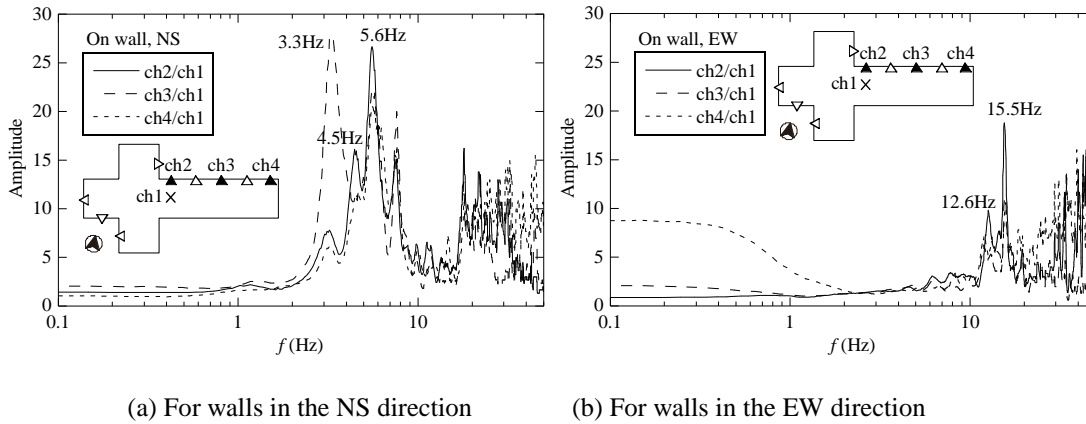 30
25
20
15
10
5
0
Amplitude
On wall, NS
ch2/ch1
ch3/ch1
ch4/ch1
3.3Hz
5.6Hz
4.5Hz
ch2 ch3 ch4
ch1
0.1 1 10
f (Hz)
(a) For walls in the NS direction
30
25
20
15
10
5
0
Amplitude
On wall, EW
ch2/ch1
ch3/ch1
ch4/ch1
ch2 ch3 ch4
ch1
15.5Hz
12.6Hz
0.1 1 10
f (Hz)
(b) For walls in the EW direction